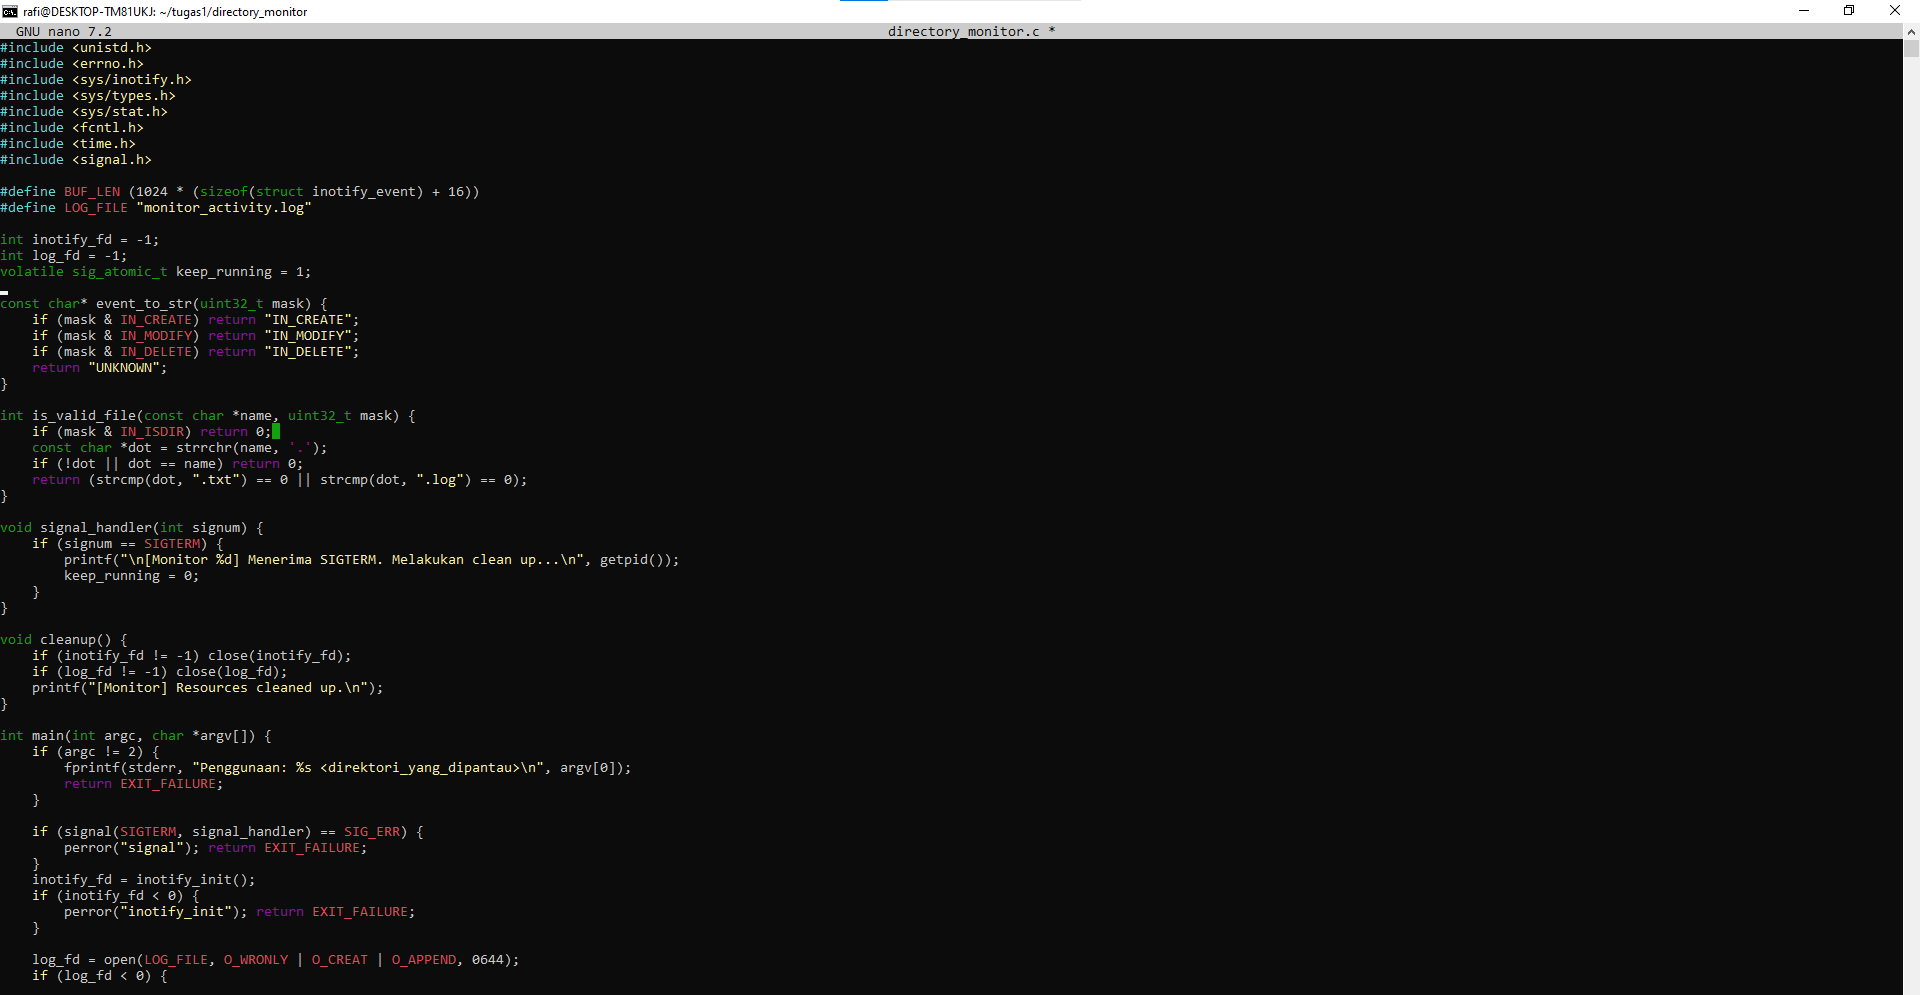 rafi@DESKTOP-TM81UKJ: ~/tugas1/directory_monitor
GNU nano 7.2 directory_monitor.c *
#include <unistd.h>
#include <errno.h>
#include <sys/inotify.h>
#include <sys/types.h>
#include <sys/stat.h>
#include <fcntl.h>
#include <time.h>
#include <signal.h>

#define BUF_LEN (1024 * (sizeof(struct inotify_event) + 16))
#define LOG_FILE "monitor_activity.log"

int inotify_fd = -1;
int log_fd = -1;
volatile sig_atomic_t keep_running = 1;

const char* event_to_str(uint32_t mask) {
    if (mask & IN_CREATE) return "IN_CREATE";
    if (mask & IN_MODIFY) return "IN_MODIFY";
    if (mask & IN_DELETE) return "IN_DELETE";
    return "UNKNOWN";
}

int is_valid_file(const char *name, uint32_t mask) {
    if (mask & IN_ISDIR) return 0;
    const char *dot = strrchr(name, '.');
    if (!dot || dot == name) return 0;
    return (strcmp(dot, ".txt") == 0 || strcmp(dot, ".log") == 0);
}

void signal_handler(int signum) {
    if (signum == SIGTERM) {
        printf("\n[Monitor %d] Menerima SIGTERM. Melakukan clean up...\n", getpid());
        keep_running = 0;
    }
}

void cleanup() {
    if (inotify_fd != -1) close(inotify_fd);
    if (log_fd != -1) close(log_fd);
    printf("[Monitor] Resources cleaned up.\n");
}

int main(int argc, char *argv[]) {
    if (argc != 2) {
        fprintf(stderr, "Penggunaan: %s <direktori_yang_dipantau>\n", argv[0]);
        return EXIT_FAILURE;
    }

    if (signal(SIGTERM, signal_handler) == SIG_ERR) {
        perror("signal"); return EXIT_FAILURE;
    }
    inotify_fd = inotify_init();
    if (inotify_fd < 0) {
        perror("inotify_init"); return EXIT_FAILURE;
    }

    log_fd = open(LOG_FILE, O_WRONLY | O_CREAT | O_APPEND, 0644);
    if (log_fd < 0) {